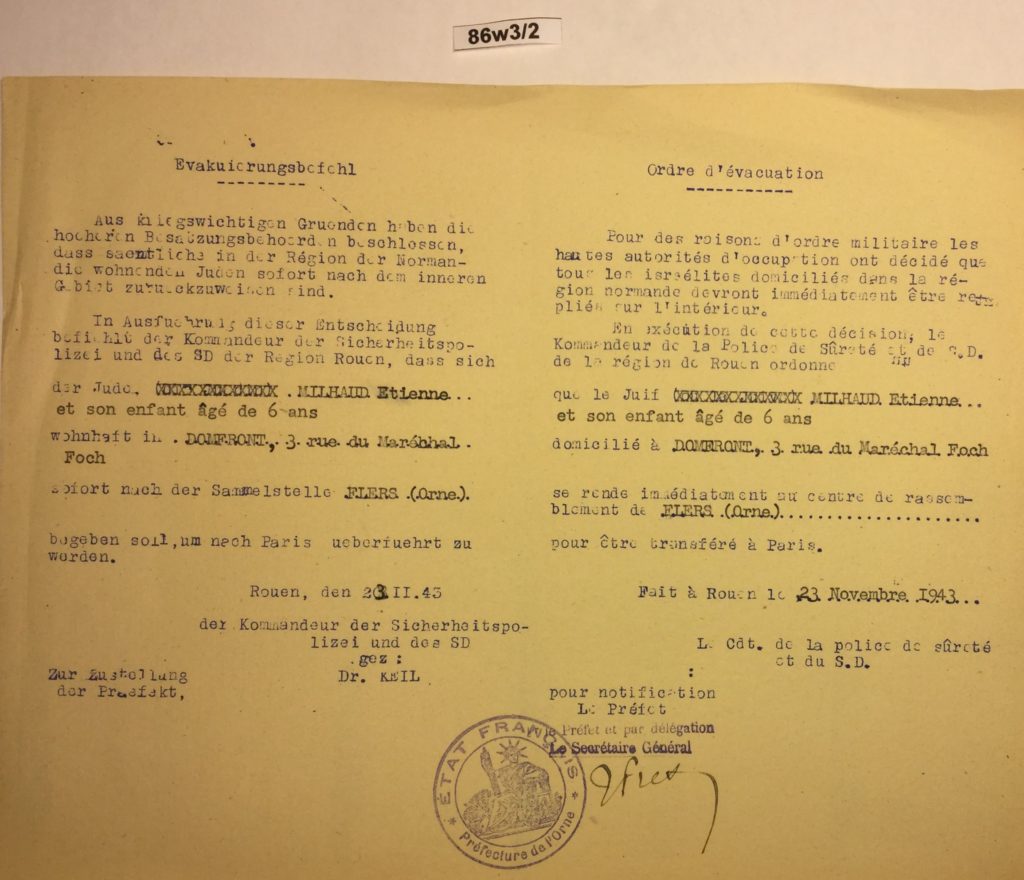 86w3/2
Evakuierungsbefehl
Aus kriegswichtigen Gruenden haben die
hoeheren Besatzungsbehoerden beschlossen,
dass saemtliche in der Région der Norman-
die wohnenden Juden sofort nach dem inneren
Gebiet zurueckzuweisen sind.
In Ausfuehrung dieser Entscheidung
befiehlt der Kommandeur der Sicherheitspo-
lizei und des SD der Region Rouen, dass sich
der Jude. (XXXXXXXXXXXX . MILHAUD Etienne...
et son enfant âgé de 6 ans
wohnhaft in . DOMFRONT,. 3. rue. du Maréhhal.
Foch
sofort nach der Sammelstelle FLERS (Orne).
begeben soll,um nach Paris ueberfuehrt zu
werden.
Rouen, den 23.II.43
der Kommandeur der Sicherheitspo-
lizei und des SD
gez :
Dr. KEIL
Zur Zustellung
der Praefekt,
Ordre d'évacuation
Pour des raisons d'ordre militaire les
hautes autorités d'occupation ont décidé que
tous les israélites domiciliés dans la ré-
gion normande devront immédiatement être rem-
pliés sur l'intérieur.
En exécution de cette décision, le
Kommandeur de la Police de Sûreté et de S.D.
de la région de Rouen ordonne
que le Juif (XXXXXXXXXXXXX MILHAUD Etienne...
et son enfant âgé de 6 ans
domicilié à DOMFRONT,. 3. rue du Maréchal Foch
se rende immédiatement au centre de rassem-
blement de FLERS (Orne)......................
pour être transféré à Paris.
Fait à Rouen le .23 Novembre 1943...
Le Cdt. de la police de sûreté
et du S.D.
:
pour notification
Le Préfet
le Préfet et par délégation
Le Secrétaire Général
ÉTAT FRANÇAIS
Préfecture de l'Orne